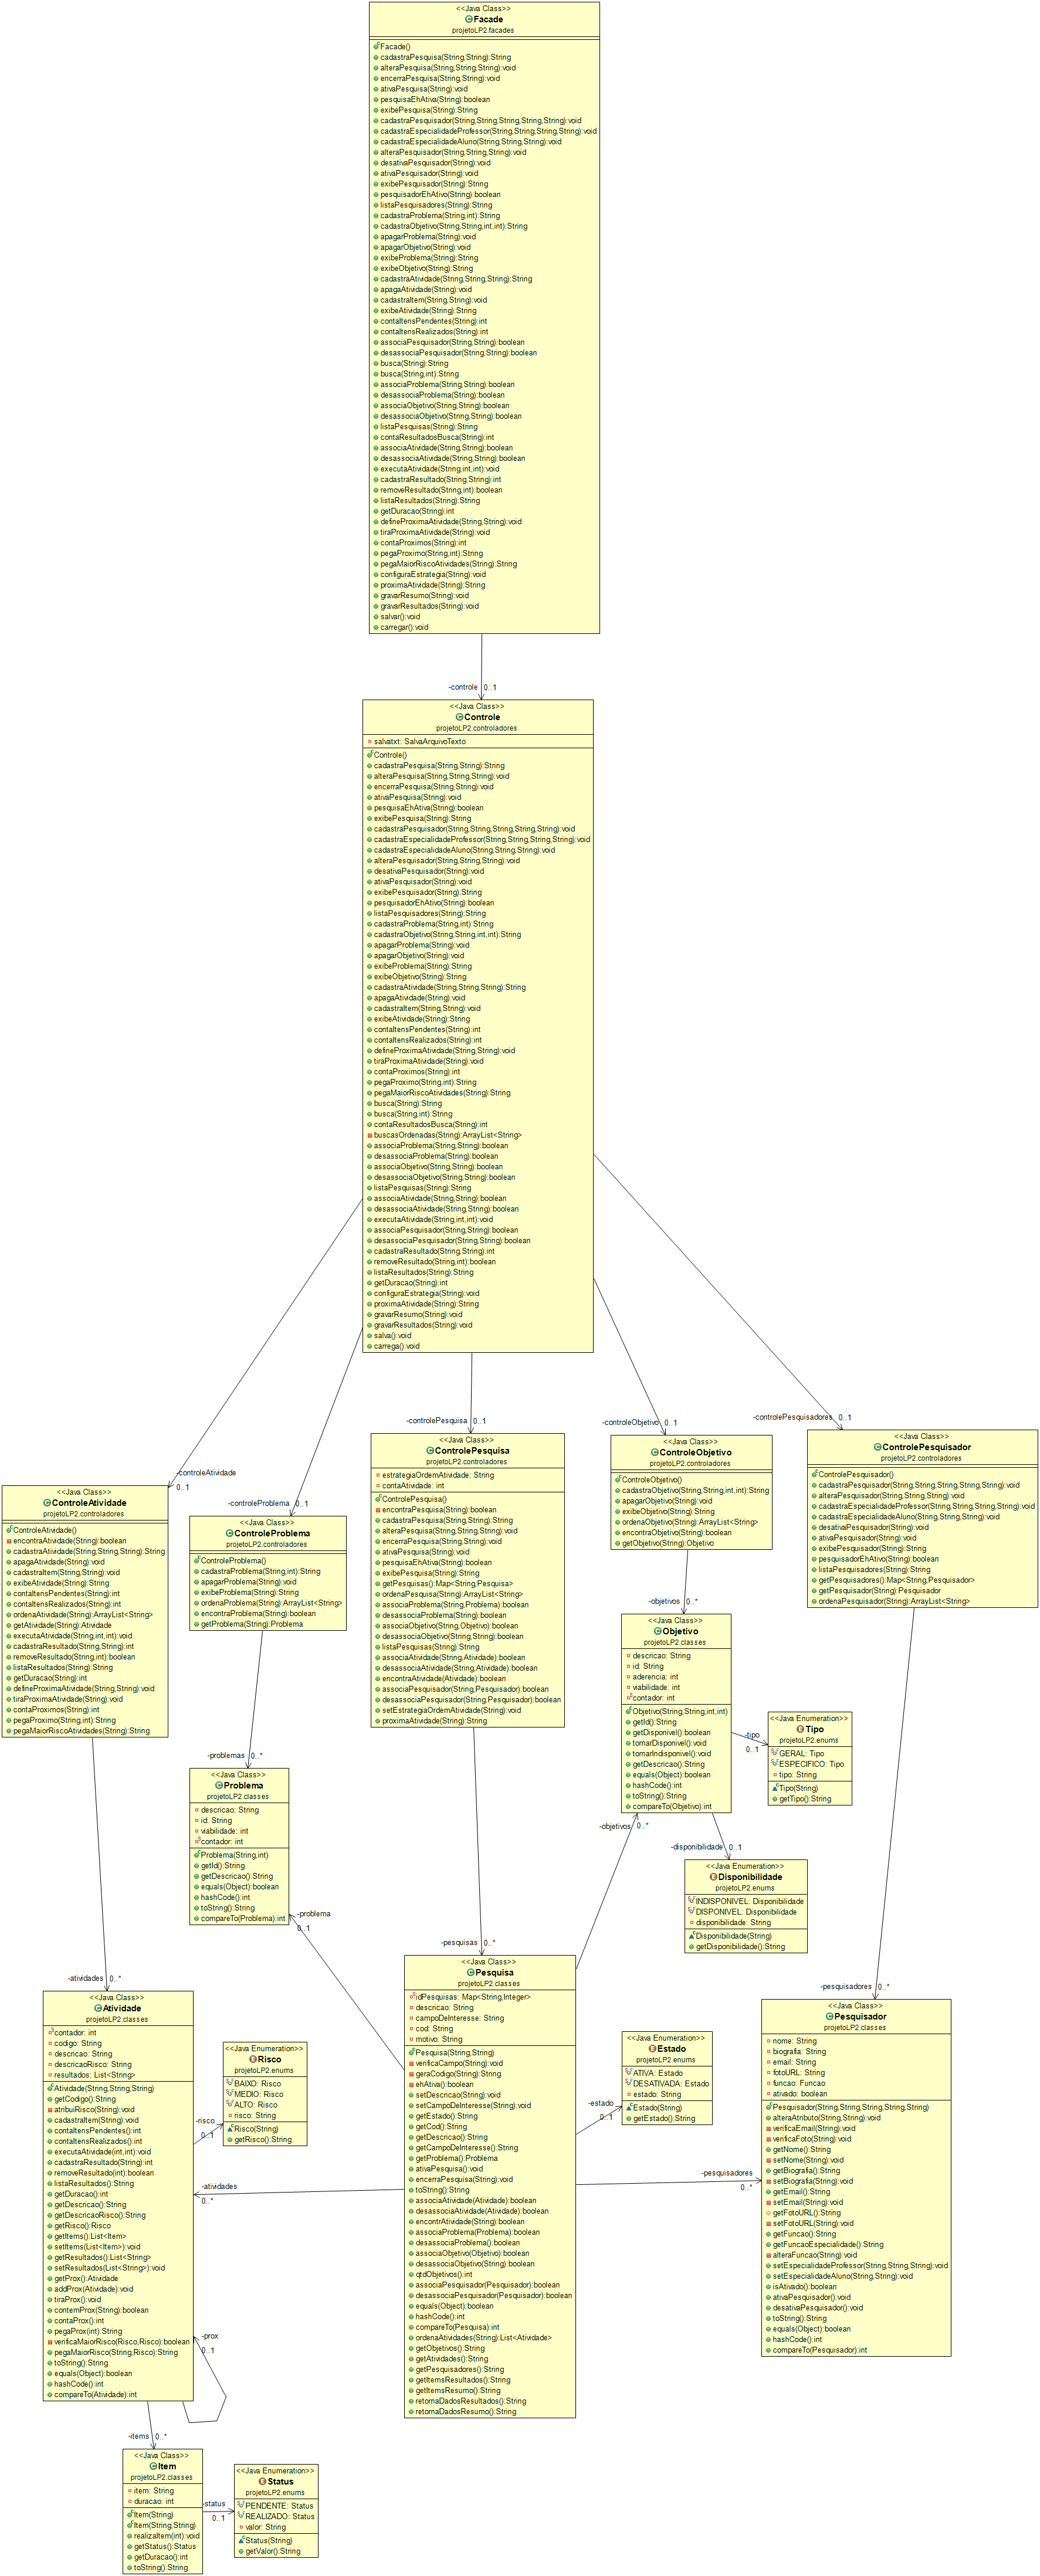 <<Java Class>>
Facade
projetoLP2.facades
Facade()
cadastraPesquisa(String,String):String
alteraPesquisa(String,String,String):void
encerraPesquisa(String,String):void
ativaPesquisa(String):void
pesquisaEhAtiva(String):boolean
exibePesquisa(String):String
cadastraPesquisador(String,String,String,String,String):void
cadastraEspecialidadeProfessor(String,String,String,String):void
cadastraEspecialidadeAluno(String,String,String):void
alteraPesquisador(String,String,String):void
desativaPesquisador(String):void
ativaPesquisador(String):void
exibePesquisador(String):String
pesquisadorEhAtivo(String):boolean
listaPesquisadores(String):String
cadastraProblema(String,int):String
cadastraObjetivo(String,String,int,int):String
apagarProblema(String):void
apagarObjetivo(String):void
exibeProblema(String):String
exibeObjetivo(String):String
cadastraAtividade(String,String,String):String
apagaAtividade(String):void
cadastraItem(String,String):void
exibeAtividade(String):String
contaItensPendentes(String):int
contaItensRealizados(String):int
associaPesquisador(String,String):boolean
desassociaPesquisador(String,String):boolean
busca(String):String
busca(String,int):String
associaProblema(String,String):boolean
desassociaProblema(String):boolean
associaObjetivo(String,String):boolean
desassociaObjetivo(String,String):boolean
listaPesquisas(String):String
contaResultadosBusca(String):int
associaAtividade(String,String):boolean
desassociaAtividade(String,String):boolean
executaAtividade(String,int,int):void
cadastraResultado(String,String):int
removeResultado(String,int):boolean
listaResultados(String):String
getDuracao(String):int
defineProximaAtividade(String,String):void
tiraProximaAtividade(String):void
contaProximos(String):int
pegaProximo(String,int):String
pegaMaiorRiscoAtividades(String):String
configuraEstrategia(String):void
proximaAtividade(String):String
gravarResumo(String):void
gravarResultados(String):void
salvar():void
carregar():void
-controle 0..1
<<Java Class>>
Controle
projetoLP2.controladores
salvatxt: SalvaArquivoTexto
Controle()
cadastraPesquisa(String,String):String
alteraPesquisa(String,String,String):void
encerraPesquisa(String,String):void
ativaPesquisa(String):void
pesquisaEhAtiva(String):boolean
exibePesquisa(String):String
cadastraPesquisador(String,String,String,String,String):void
cadastraEspecialidadeProfessor(String,String,String,String):void
cadastraEspecialidadeAluno(String,String,String):void
alteraPesquisador(String,String,String):void
desativaPesquisador(String):void
ativaPesquisador(String):void
exibePesquisador(String):String
pesquisadorEhAtivo(String):boolean
listaPesquisadores(String):String
cadastraProblema(String,int):String
cadastraObjetivo(String,String,int,int):String
apagarProblema(String):void
apagarObjetivo(String):void
exibeProblema(String):String
exibeObjetivo(String):String
cadastraAtividade(String,String,String):String
apagaAtividade(String):void
cadastraItem(String,String):void
exibeAtividade(String):String
contaItensPendentes(String):int
contaItensRealizados(String):int
defineProximaAtividade(String,String):void
tiraProximaAtividade(String):void
contaProximos(String):int
pegaProximo(String,int):String
pegaMaiorRiscoAtividades(String):String
busca(String):String
busca(String,int):String
contaResultadosBusca(String):int
buscasOrdenadas(String):ArrayList<String>
associaProblema(String,String):boolean
desassociaProblema(String):boolean
associaObjetivo(String,String):boolean
desassociaObjetivo(String,String):boolean
listaPesquisas(String):String
associaAtividade(String,String):boolean
desassociaAtividade(String,String):boolean
executaAtividade(String,int,int):void
associaPesquisador(String,String):boolean
desassociaPesquisador(String,String):boolean
cadastraResultado(String,String):int
removeResultado(String,int):boolean
listaResultados(String):String
getDuracao(String):int
configuraEstrategia(String):void
proximaAtividade(String):String
gravarResumo(String):void
gravarResultados(String):void
salva():void
carrega():void
-controleAtividade
0..1
-controleProblema 0..1
-controlePesquisa 0..1
-controleObjetivo 0..1
-controlePesquisadores 0..1
<<Java Class>>
ControleAtividade
projetoLP2.controladores
ControleAtividade()
encontraAtividade(String):boolean
cadastraAtividade(String,String,String):String
apagaAtividade(String):void
cadastraItem(String,String):void
exibeAtividade(String):String
contaItensPendentes(String):int
contaItensRealizados(String):int
ordenaAtividade(String):ArrayList<String>
getAtividade(String):Atividade
executaAtividade(String,int,int):void
cadastraResultado(String,String):int
removeResultado(String,int):boolean
listaResultados(String):String
getDuracao(String):int
defineProximaAtividade(String,String):void
tiraProximaAtividade(String):void
contaProximos(String):int
pegaProximo(String,int):String
pegaMaiorRiscoAtividades(String):String
<<Java Class>>
ControleProblema
projetoLP2.controladores
ControleProblema()
cadastraProblema(String,int):String
apagarProblema(String):void
exibeProblema(String):String
ordenaProblema(String):ArrayList<String>
encontraProblema(String):boolean
getProblema(String):Problema
<<Java Class>>
ControlePesquisa
projetoLP2.controladores
estrategiaOrdemAtividade: String
contaAtividade: int
ControlePesquisa()
encontraPesquisa(String):boolean
cadastraPesquisa(String,String):String
alteraPesquisa(String,String,String):void
encerraPesquisa(String,String):void
ativaPesquisa(String):void
pesquisaEhAtiva(String):boolean
exibePesquisa(String):String
getPesquisas():Map<String,Pesquisa>
ordenaPesquisa(String):ArrayList<String>
associaProblema(String,Problema):boolean
desassociaProblema(String):boolean
associaObjetivo(String,Objetivo):boolean
desassociaObjetivo(String,String):boolean
listaPesquisas(String):String
associaAtividade(String,Atividade):boolean
desassociaAtividade(String,Atividade):boolean
encontraAtividade(Atividade):boolean
associaPesquisador(String,Pesquisador):boolean
desassociaPesquisador(String,Pesquisador):boolean
setEstrategiaOrdemAtividade(String):void
proximaAtividade(String):String
<<Java Class>>
ControleObjetivo
projetoLP2.controladores
ControleObjetivo()
cadastraObjetivo(String,String,int,int):String
apagarObjetivo(String):void
exibeObjetivo(String):String
ordenaObjetivo(String):ArrayList<String>
encontraObjetivo(String):boolean
getObjetivo(String):Objetivo
<<Java Class>>
ControlePesquisador
projetoLP2.controladores
ControlePesquisador()
cadastraPesquisador(String,String,String,String,String):void
alteraPesquisador(String,String,String):void
cadastraEspecialidadeProfessor(String,String,String,String):void
cadastraEspecialidadeAluno(String,String,String):void
desativaPesquisador(String):void
ativaPesquisador(String):void
exibePesquisador(String):String
pesquisadorEhAtivo(String):boolean
listaPesquisadores(String):String
getPesquisadores():Map<String,Pesquisador>
getPesquisador(String):Pesquisador
ordenaPesquisador(String):ArrayList<String>
-objetivos 0..*
<<Java Class>>
Objetivo
projetoLP2.classes
descricao: String
id: String
aderencia: int
viabilidade: int
contador: int
Objetivo(String,String,int,int)
getId():String
getDisponivel():boolean
tornarDisponivel():void
tornarIndisponivel():void
getDescricao():String
equals(Object):boolean
hashCode():int
toString():String
compareTo(Objetivo):int
-tipo
0..1
<<Java Enumeration>>
Tipo
projetoLP2.enums
GERAL: Tipo
ESPECIFICO: Tipo
tipo: String
Tipo(String)
getTipo():String
-problemas 0..*
<<Java Class>>
Problema
projetoLP2.classes
descricao: String
id: String
viabilidade: int
contador: int
Problema(String,int)
getId():String
getDescricao():String
equals(Object):boolean
hashCode():int
toString():String
compareTo(Problema):int
-objetivos 0..*
-disponibilidade 0..1
<<Java Enumeration>>
Disponibilidade
projetoLP2.enums
INDISPONIVEL: Disponibilidade
DISPONIVEL: Disponibilidade
disponibilidade: String
Disponibilidade(String)
getDisponibilidade():String
-problema
0..1
-pesquisas 0..*
<<Java Class>>
Pesquisa
projetoLP2.classes
idPesquisas: Map<String,Integer>
descricao: String
campoDeInteresse: String
cod: String
motivo: String
Pesquisa(String,String)
verificaCampo(String):void
geraCodigo(String):String
ehAtiva():boolean
setDescricao(String):void
setCampoDeInteresse(String):void
getEstado():String
getCod():String
getDescricao():String
getCampoDeInteresse():String
getProblema():Problema
ativaPesquisa():void
encerraPesquisa(String):void
toString():String
associaAtividade(Atividade):boolean
desassociaAtividade(Atividade):boolean
encontrAtividade(String):boolean
associaProblema(Problema):boolean
desassociaProblema():boolean
associaObjetivo(Objetivo):boolean
desassociaObjetivo(String):boolean
qtdObjetivos():int
associaPesquisador(Pesquisador):boolean
desassociaPesquisador(Pesquisador):boolean
equals(Object):boolean
hashCode():int
compareTo(Pesquisa):int
ordenaAtividades(String):List<Atividade>
getObjetivos():String
getAtividades():String
getPesquisadores():String
getItemsResultados():String
getItemsResumo():String
retornaDadosResultados():String
retornaDadosResumo():String
-atividades 0..*
<<Java Class>>
Atividade
projetoLP2.classes
contador: int
codigo: String
descricao: String
descricaoRisco: String
resultados: List<String>
Atividade(String,String,String)
getCodigo():String
atribuiRisco(String):void
cadastraItem(String):void
contaItensPendentes():int
contaItensRealizados():int
executaAtividade(int,int):void
cadastraResultado(String):int
removeResultado(int):boolean
listaResultados():String
getDuracao():int
getDescricao():String
getDescricaoRisco():String
getRisco():Risco
getItems():List<Item>
setItems(List<Item>):void
getResultados():List<String>
setResultados(List<String>):void
getProx():Atividade
addProx(Atividade):void
tiraProx():void
contemProx(String):boolean
contaProx():int
pegaProx(int):String
verificaMaiorRisco(Risco,Risco):boolean
pegaMaiorRisco(String,Risco):String
toString():String
equals(Object):boolean
hashCode():int
compareTo(Atividade):int
-risco
0..1
<<Java Enumeration>>
Risco
projetoLP2.enums
BAIXO: Risco
MEDIO: Risco
ALTO: Risco
risco: String
Risco(String)
getRisco():String
-atividades
0..*
-estado
0..1
<<Java Enumeration>>
Estado
projetoLP2.enums
ATIVA: Estado
DESATIVADA: Estado
estado: String
Estado(String)
getEstado():String
-pesquisadores
0..*
-pesquisadores 0..*
<<Java Class>>
Pesquisador
projetoLP2.classes
nome: String
biografia: String
email: String
fotoURL: String
funcao: Funcao
ativado: boolean
Pesquisador(String,String,String,String,String)
alteraAtributo(String,String):void
verificaEmail(String):void
verificaFoto(String):void
getNome():String
setNome(String):void
getBiografia():String
setBiografia(String):void
getEmail():String
setEmail(String):void
getFotoURL():String
setFotoURL(String):void
getFuncao():String
getFuncaoEspecialidade():String
alteraFuncao(String):void
setEspecialidadeProfessor(String,String,String):void
setEspecialidadeAluno(String,String):void
isAtivado():boolean
ativaPesquisador():void
desativaPesquisador():void
toString():String
equals(Object):boolean
hashCode():int
compareTo(Pesquisador):int
-prox
0..1
-items 0..*
<<Java Class>>
Item
projetoLP2.classes
item: String
duracao: int
Item(String)
Item(String,String)
realizaItem(int):void
getStatus():Status
getDuracao():int
toString():String
-status
0..1
<<Java Enumeration>>
Status
projetoLP2.enums
PENDENTE: Status
REALIZADO: Status
valor: String
Status(String)
getValor():String